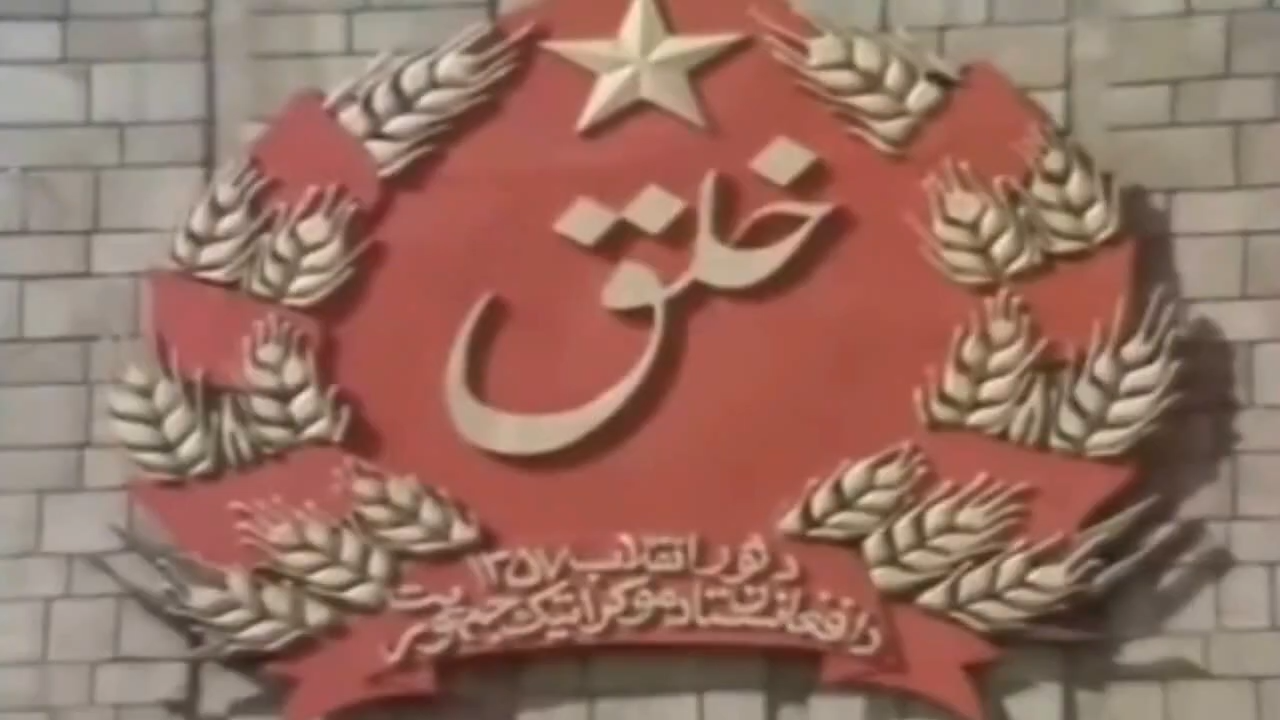 خلق
د ثور انقلاب ۱۳۵۷
د افغانستان دموکراتیک جمهوریت